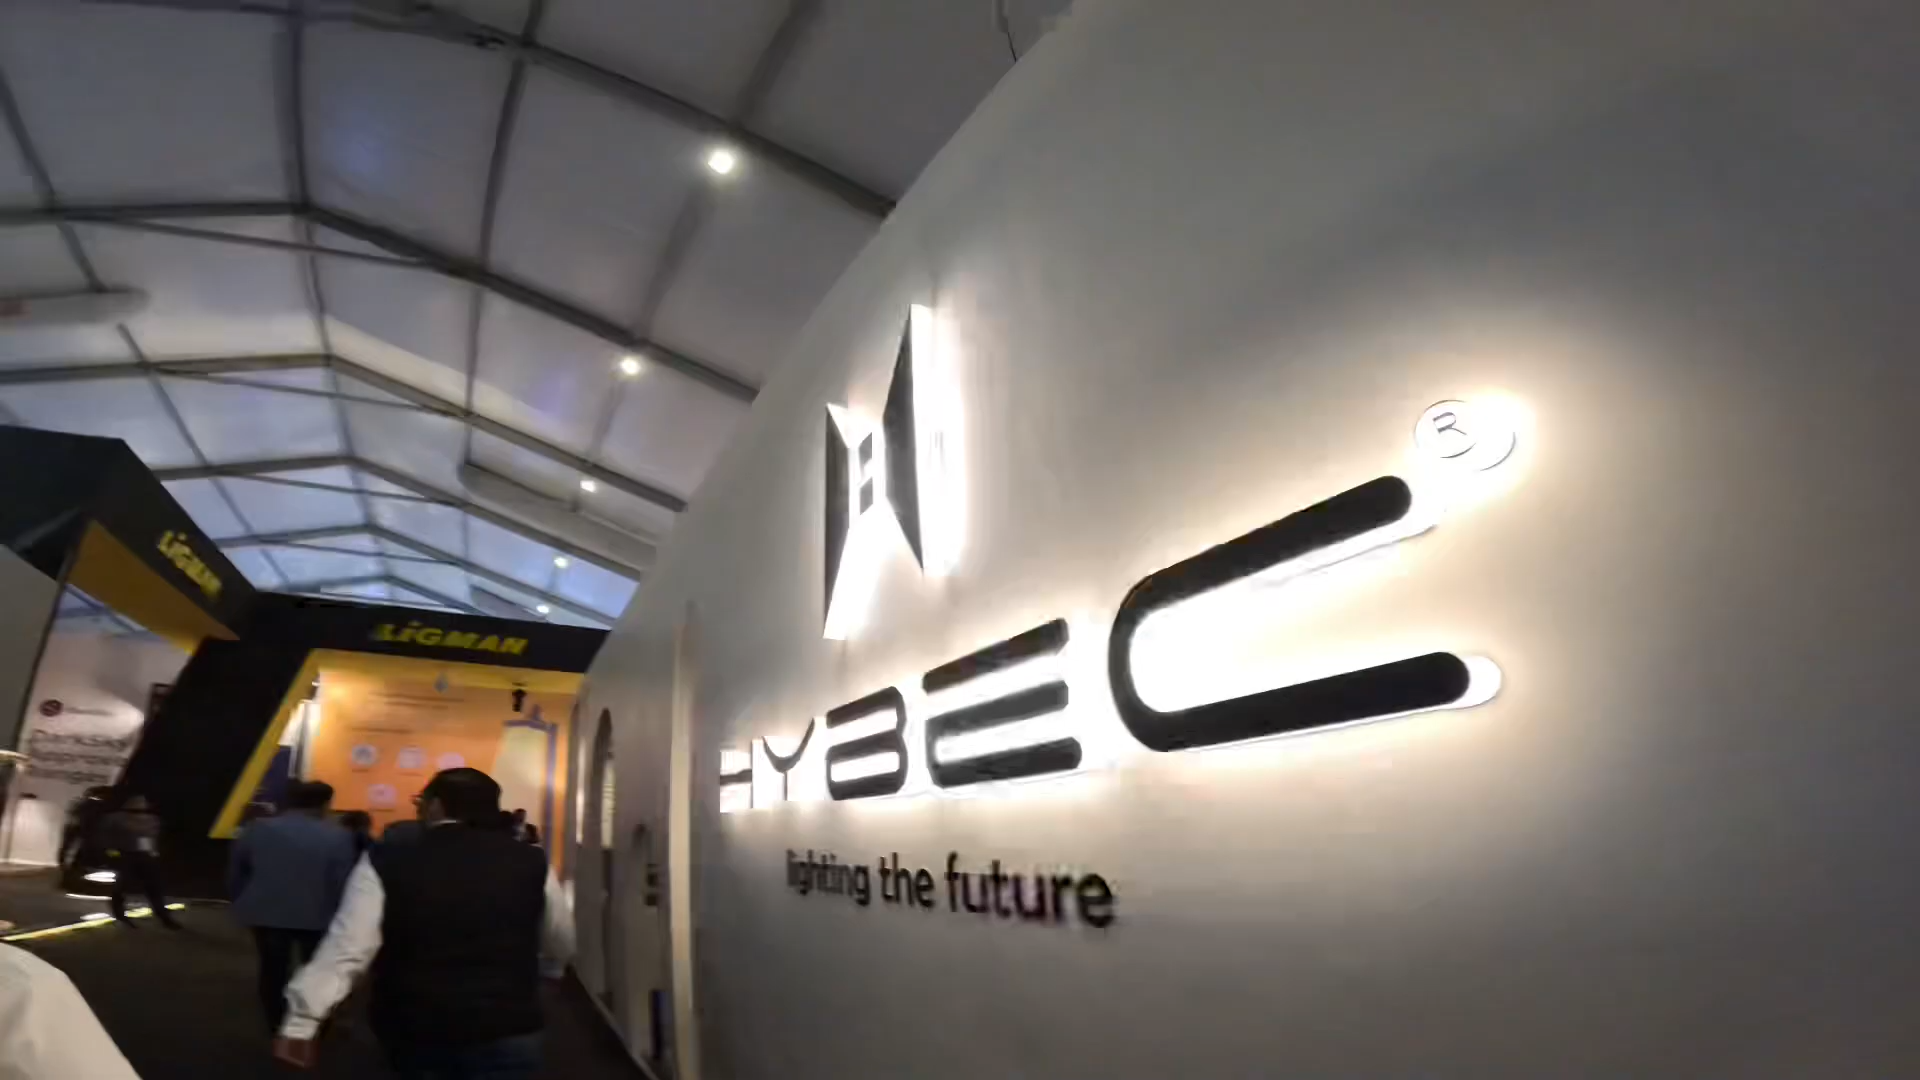 LIGMAN
LIGMAN
R
HYBEC
lighting the future